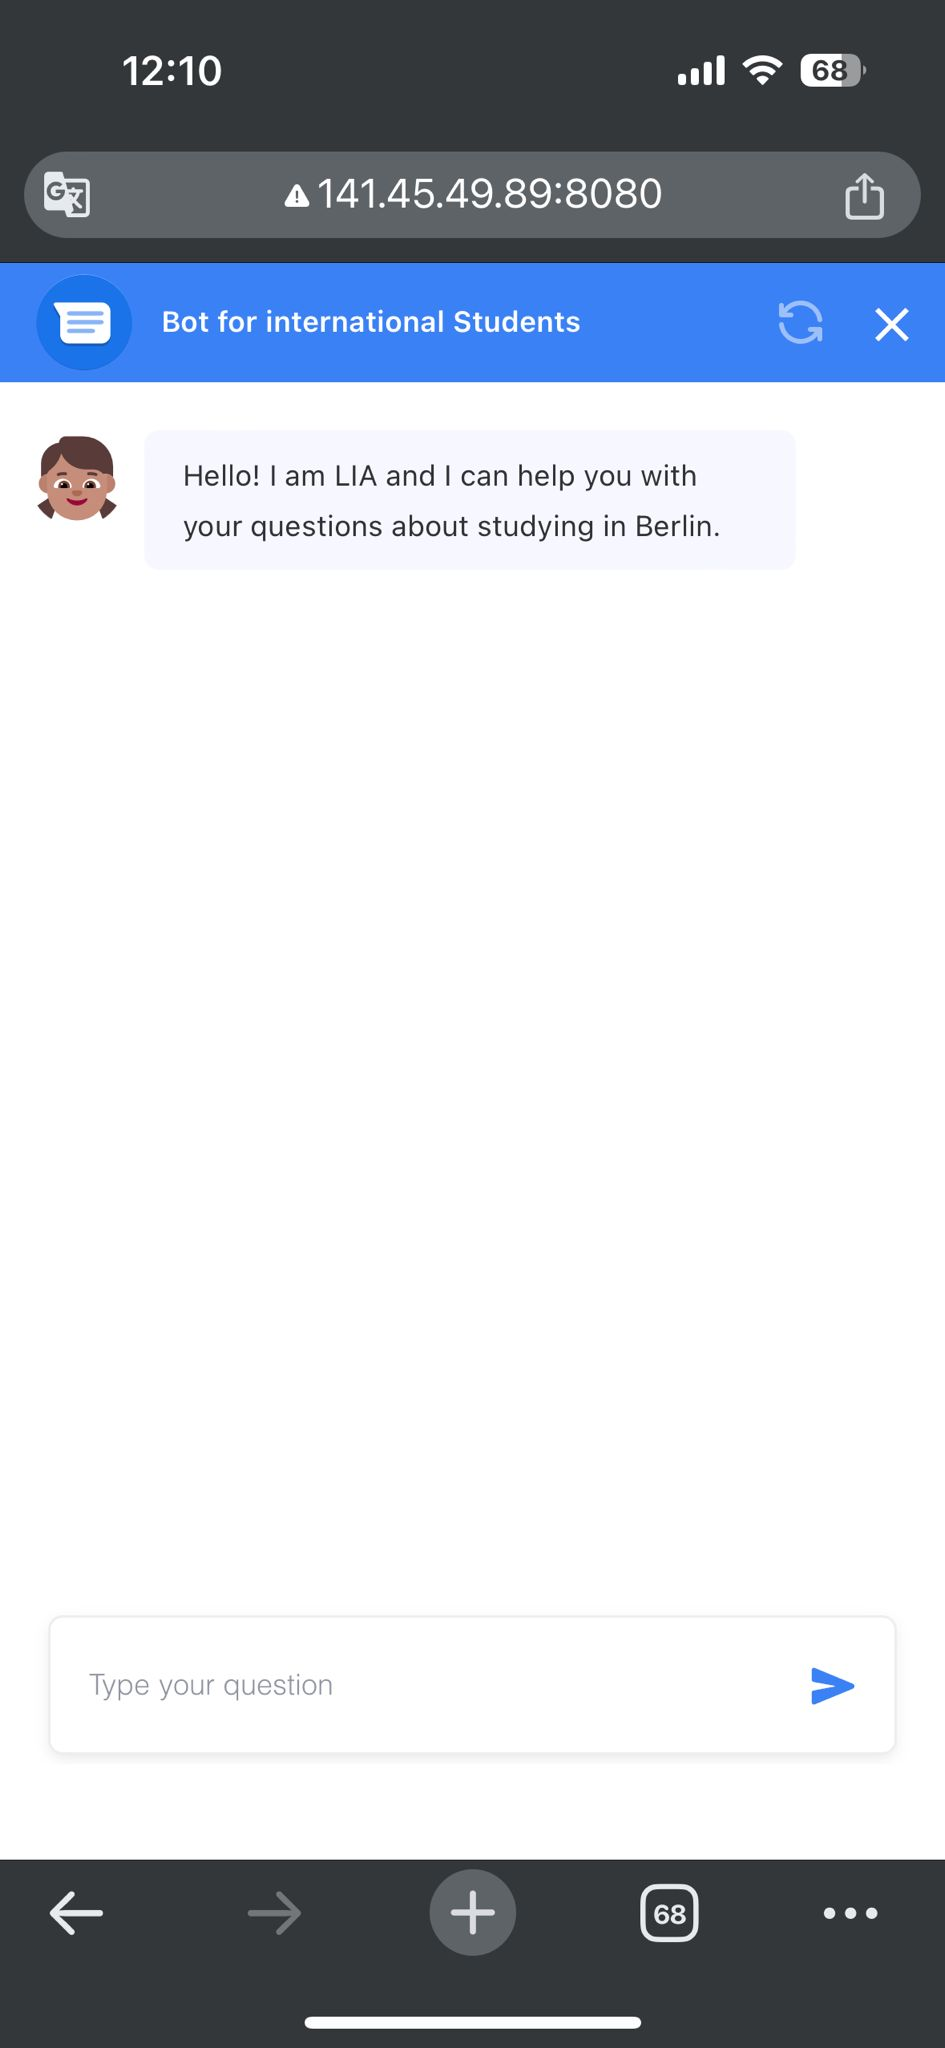 12:10
68
141.45.49.89:8080
Bot for international Students
Hello! I am LIA and I can help you with
your questions about studying in Berlin.
Type your question
68